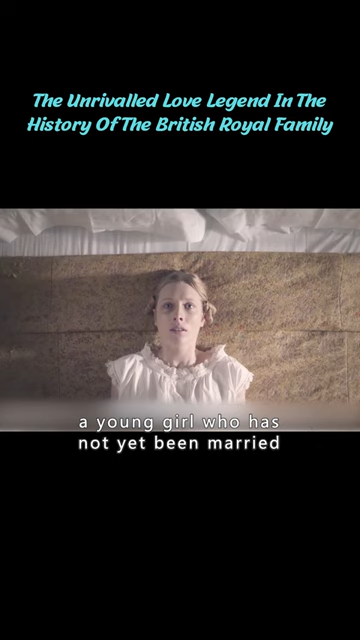 The Unrivalled Love Legend In The
History Of The British Royal Family
a young girl who has
not yet been married